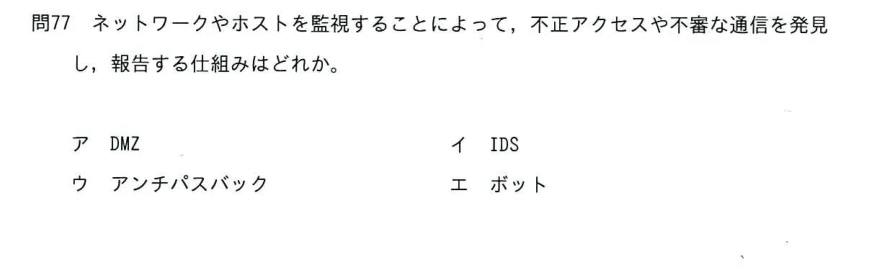 問77　ネットワークやホストを監視することによって，不正アクセスや不審な通信を発見
し，報告する仕組みはどれか。
ア　DMZ　イ　IDS
ウ　アンチパスバック　エ　ボット